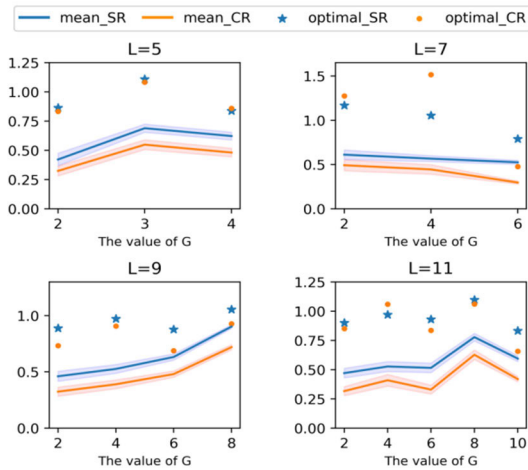 mean_SR mean_CR optimal_SR optimal_CR
L=5
1.25
1.00
0.75
0.50
0.25
0.00
2 3 4
The value of G
L=7
1.5
1.0
0.5
0.0
2 4 6
The value of G
L=9
1.0
0.5
0.0
2 4 6 8
The value of G
L=11
1.25
1.00
0.75
0.50
0.25
0.00
2 4 6 8 10
The value of G